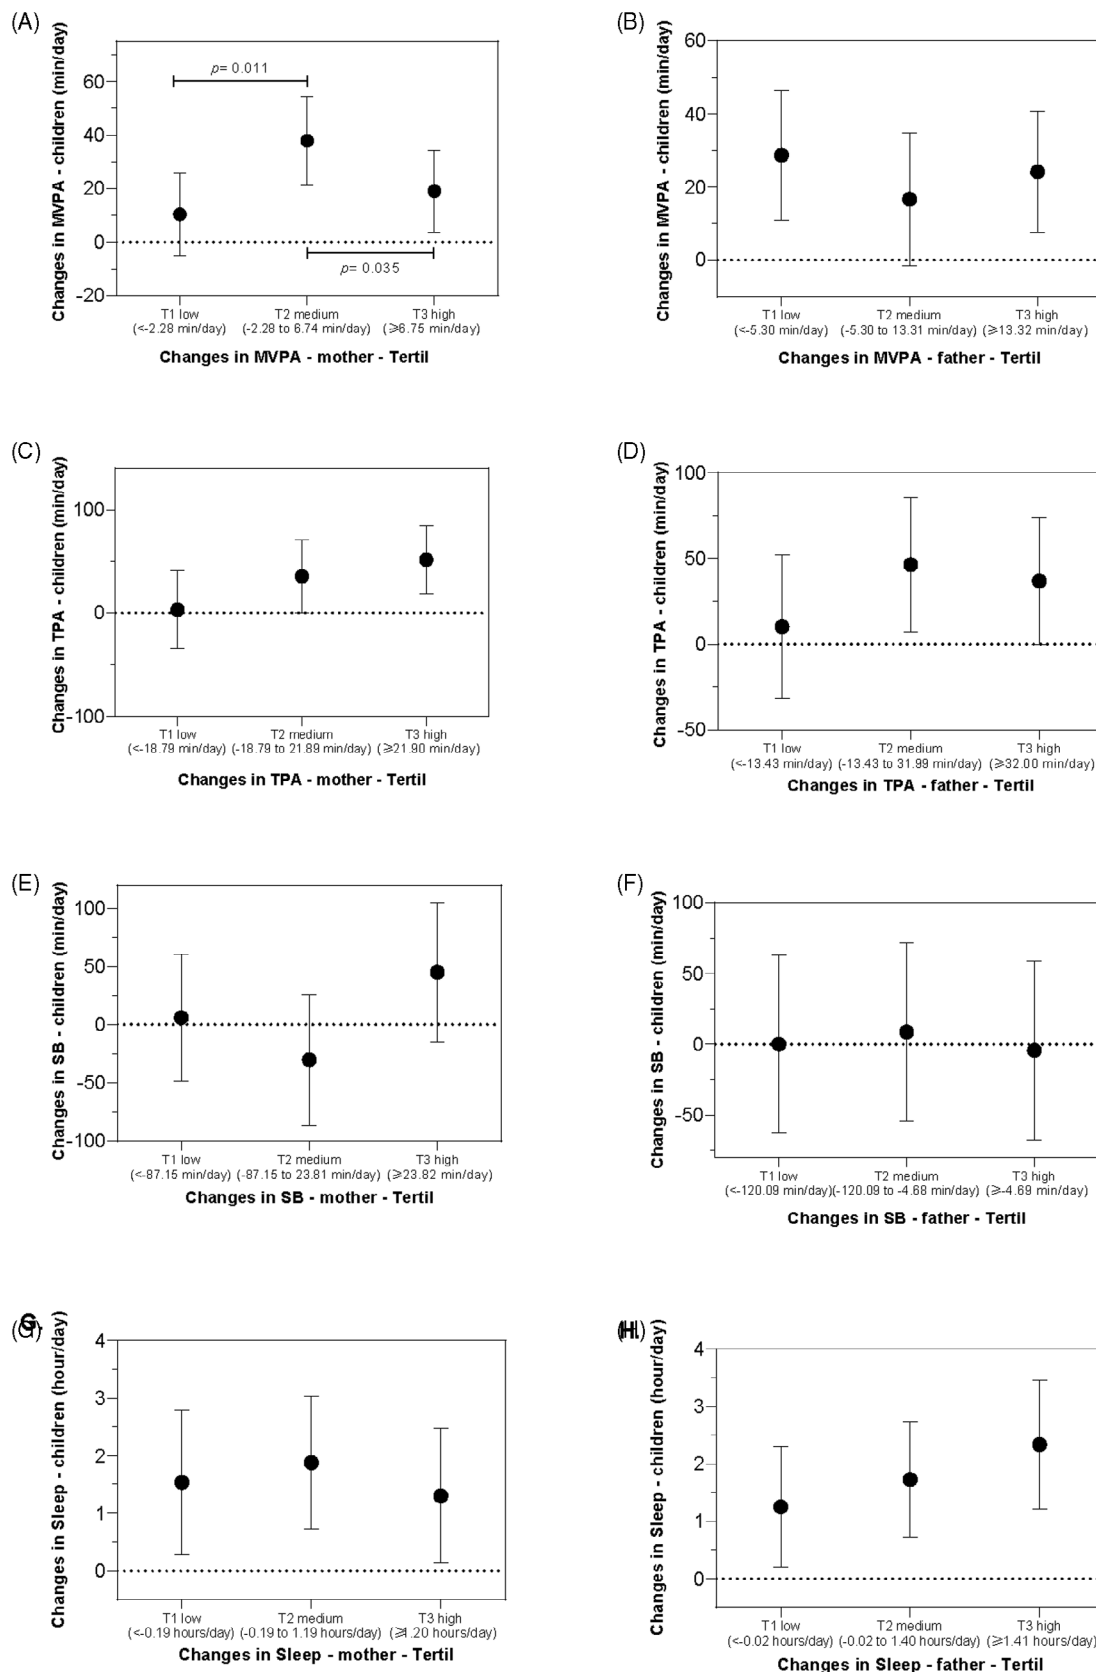 (A)
Changes in MVPA - children (min/day)
60
40
20
0
-20
p= 0.011
p= 0.035
T1 low
(<-2.28 min/day)
T2 medium
(-2.28 to 6.74 min/day)
T3 high
(≥6.75 min/day)
Changes in MVPA - mother - Tertil
(B)
Changes in MVPA - children (min/day)
60
40
20
0
T1 low
(<-5.30 min/day)
T2 medium
(-5.30 to 13.31 min/day)
T3 high
(≥13.32 min/day)
Changes in MVPA - father - Tertil
(C)
Changes in TPA - children (min/day)
100
0
-100
T1 low
(<-18.79 min/day)
T2 medium
(-18.79 to 21.89 min/day)
T3 high
(≥21.90 min/day)
Changes in TPA - mother - Tertil
(D)
Changes in TPA - children (min/day)
100
50
0
-50
T1 low
(<-13.43 min/day)
T2 medium
(-13.43 to 31.99 min/day)
T3 high
(≥32.00 min/day)
Changes in TPA - father - Tertil
(E)
Changes in SB - children (min/day)
100
50
0
-50
-100
T1 low
(<-87.15 min/day)
T2 medium
(-87.15 to 23.81 min/day)
T3 high
(≥23.82 min/day)
Changes in SB - mother - Tertil
(F)
Changes in SB - children (min/day)
100
50
0
-50
T1 low
(<-120.09 min/day)
T2 medium
(-120.09 to -4.68 min/day)
T3 high
(≥-4.69 min/day)
Changes in SB - father - Tertil
(G)
G.
Changes in Sleep - children (hour/day)
4
3
2
1
0
T1 low
(<-0.19 hours/day)
T2 medium
(-0.19 to 1.19 hours/day)
T3 high
(≥1.20 hours/day)
Changes in Sleep - mother - Tertil
(H)
H.
Changes in Sleep - children (hour/day)
4
3
2
1
0
T1 low
(<-0.02 hours/day)
T2 medium
(-0.02 to 1.40 hours/day)
T3 high
(≥1.41 hours/day)
Changes in Sleep - father - Tertil